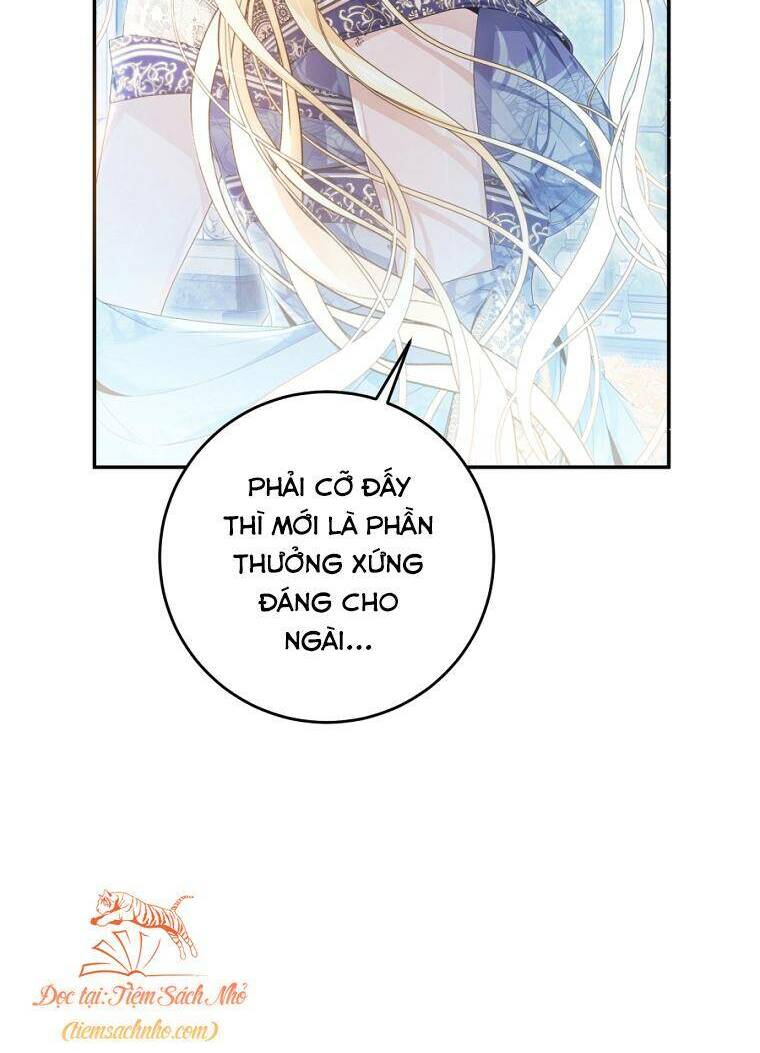 PHẢI CỠ ĐẤY
THÌ MỚI LÀ PHẦN
THƯỞNG XỨNG
ĐÁNG CHO
NGÀI...
Đọc tại: Tiệm Sách Nhỏ
(tiemsachnho.com)